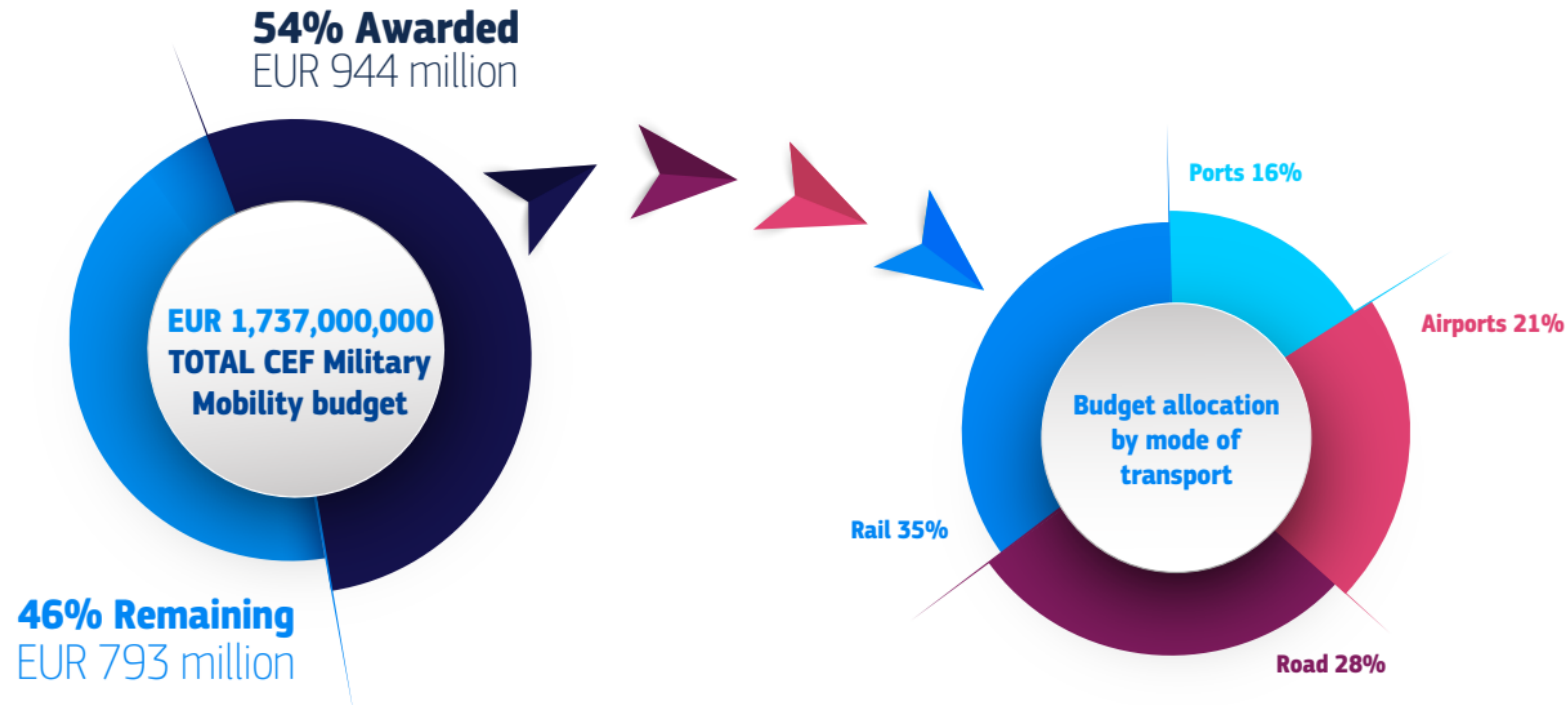 54% Awarded
EUR 944 million
EUR 1,737,000,000
TOTAL CEF Military
Mobility budget
46% Remaining
EUR 793 million
Ports 16%
Airports 21%
Budget allocation
by mode of
transport
Rail 35%
Road 28%